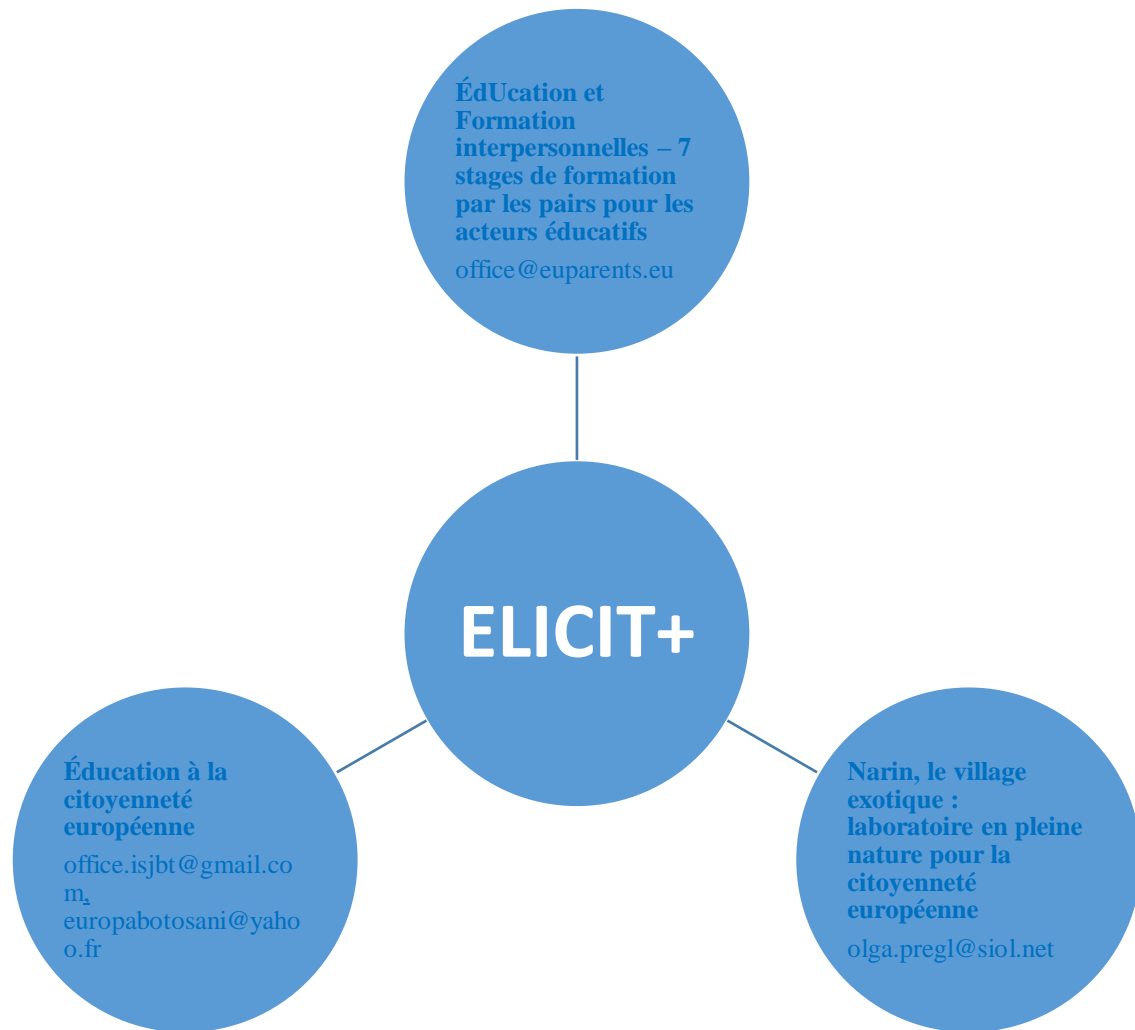 ÉdUcation et
Formation
interpersonnelles – 7
stages de formation
par les pairs pour les
acteurs éducatifs
office@euparents.eu
ELICIT+
Éducation à la
citoyenneté
européenne
office.isjbt@gmail.co
m,
europabotosani@yaho
o.fr
Narin, le village
exotique :
laboratoire en pleine
nature pour la
citoyenneté
européenne
olga.pregl@siol.net